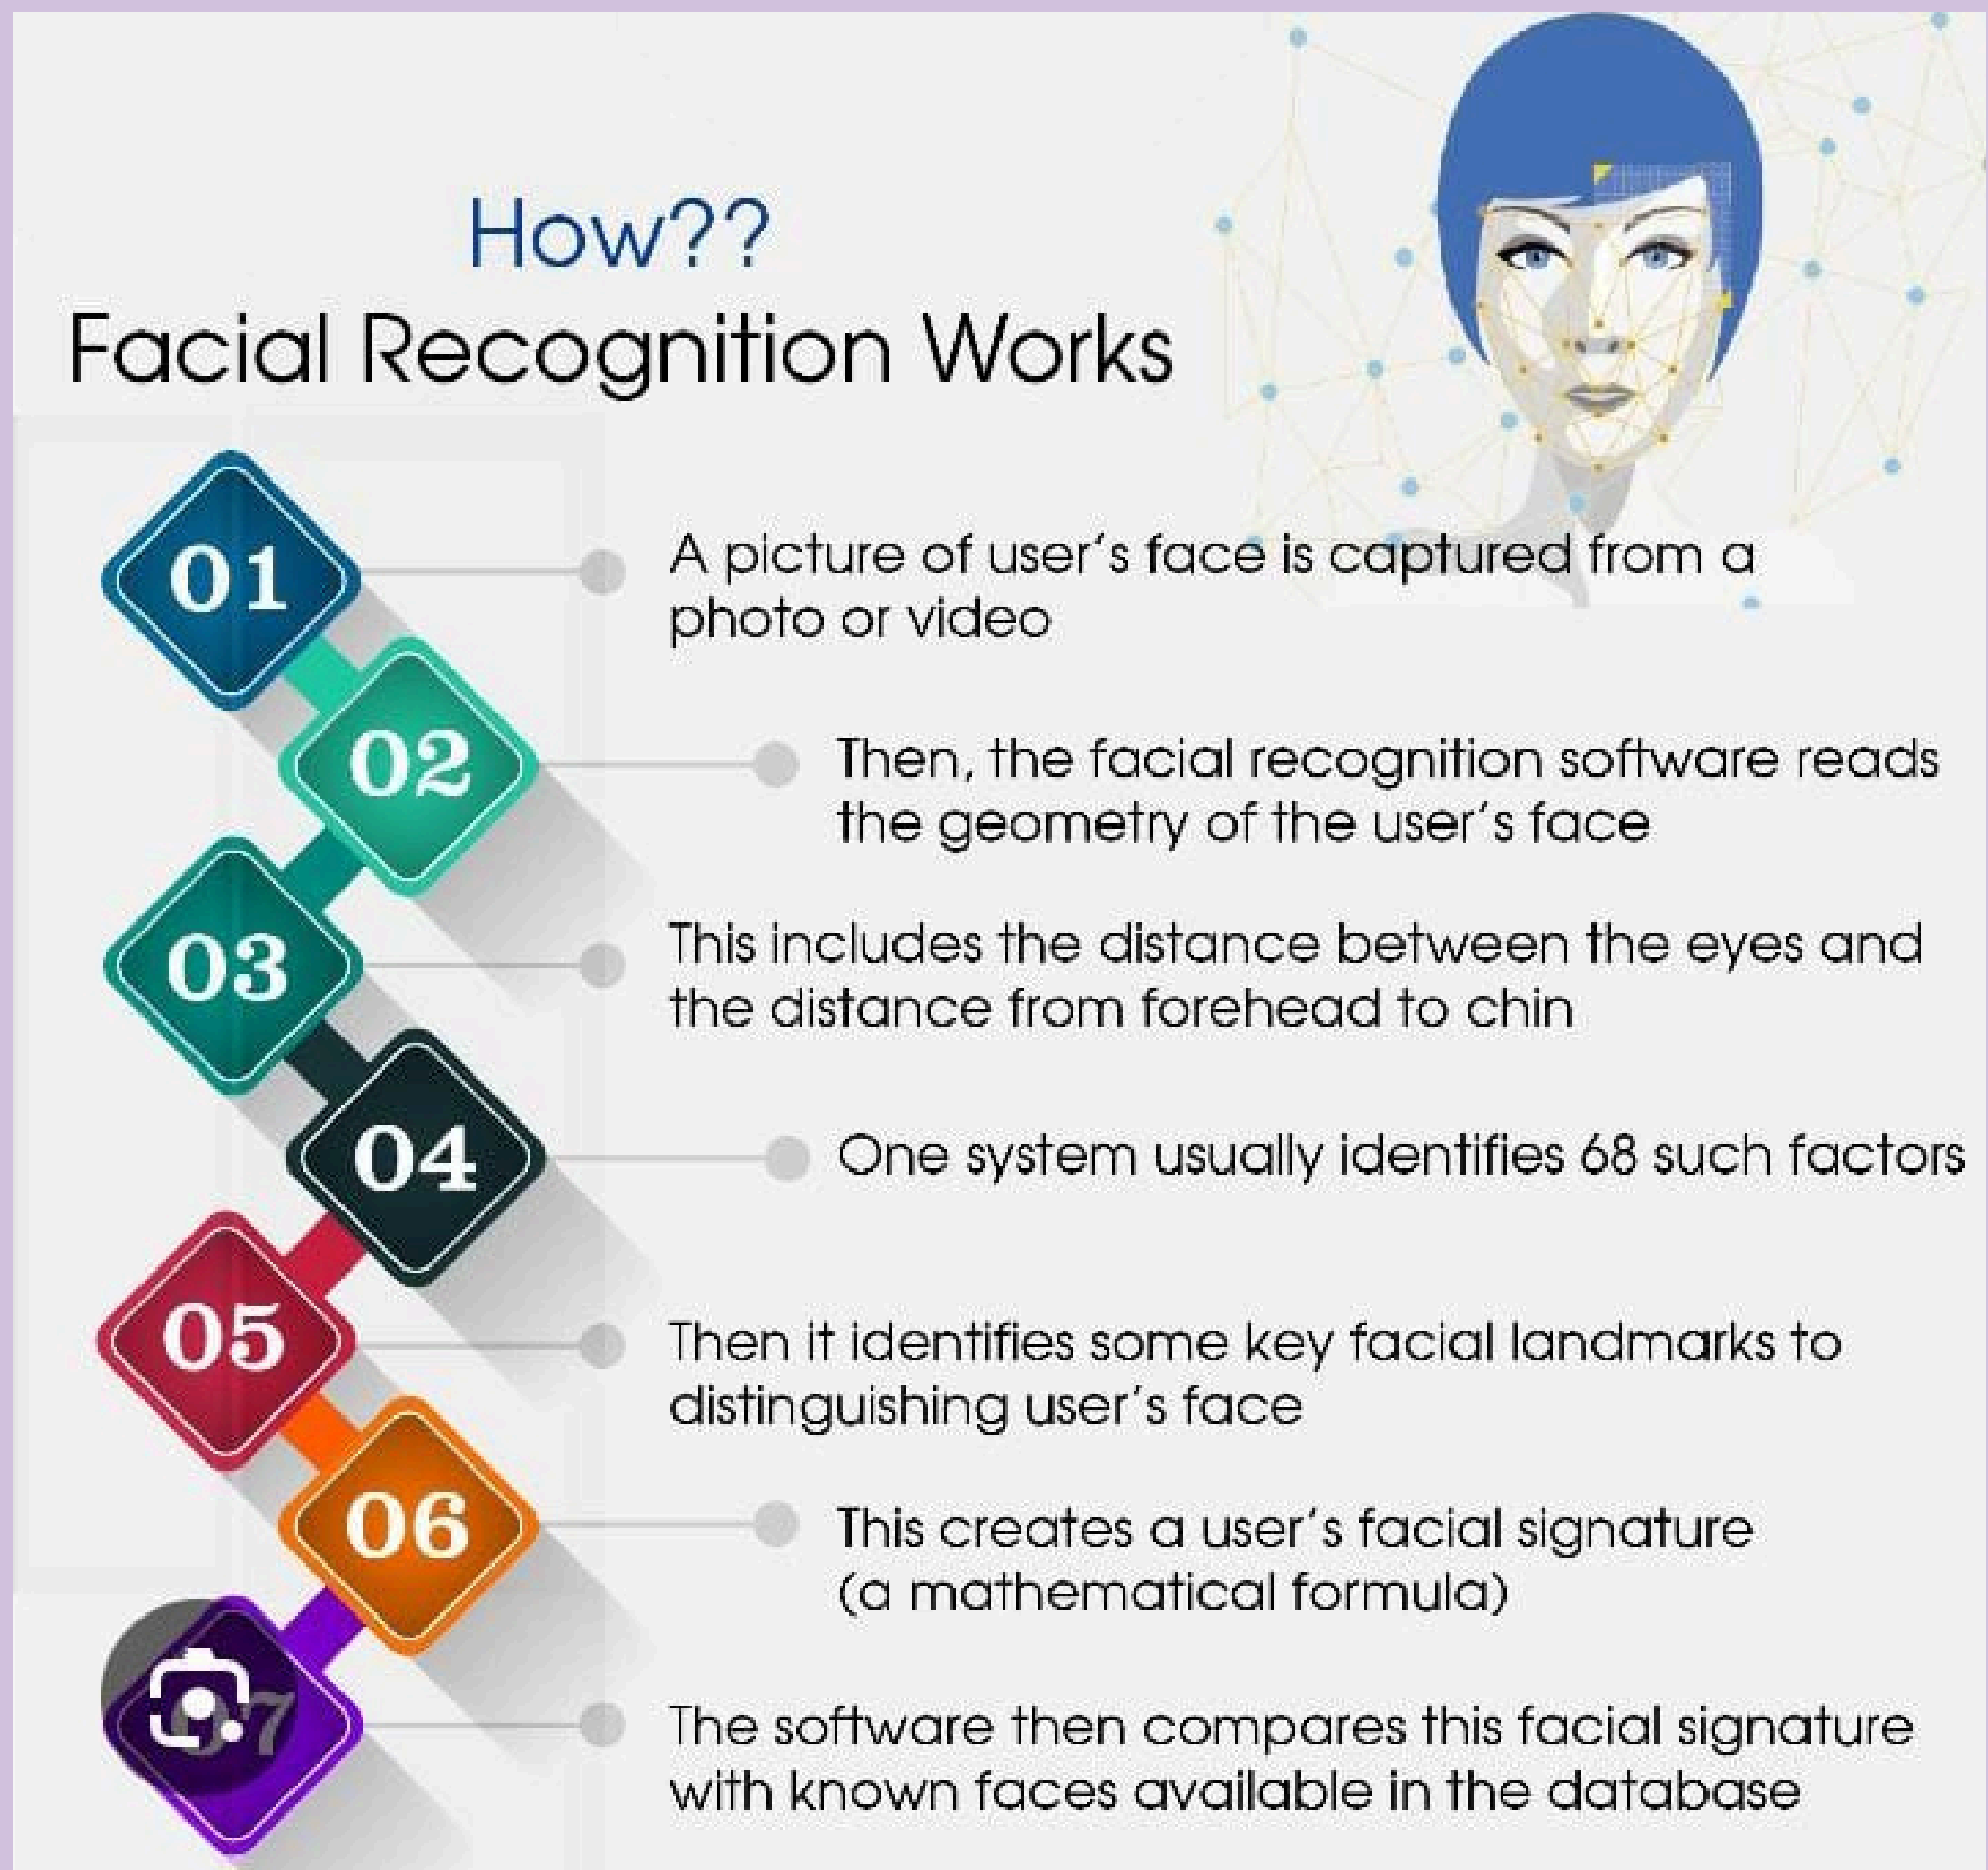 How??
Facial Recognition Works
01
A picture of user's face is captured from a
photo or video
02
Then, the facial recognition software reads
the geometry of the user's face
03
This includes the distance between the eyes and
the distance from forehead to chin
04
One system usually identifies 68 such factors
05
Then it identifies some key facial landmarks to
distinguishing user's face
06
This creates a user's facial signature
(a mathematical formula)
07
The software then compares this facial signature
with known faces available in the database